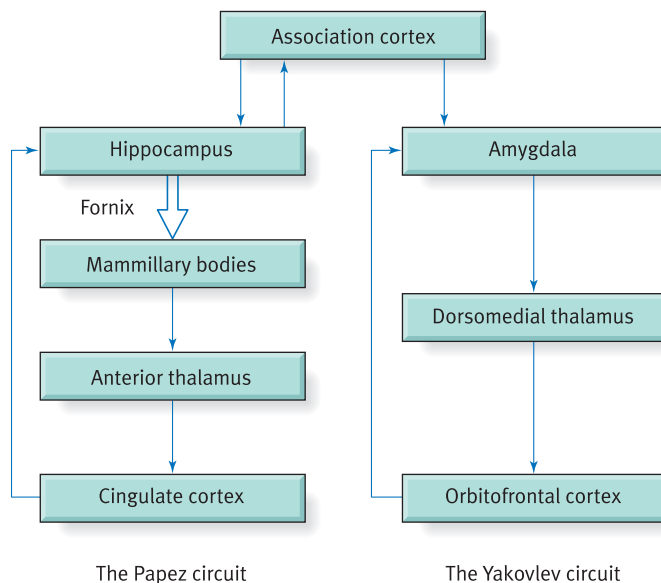 Association cortex
Hippocampus
Amygdala
Fornix
Mammillary bodies
Dorsomedial thalamus
Anterior thalamus
Cingulate cortex
Orbitofrontal cortex
The Papez circuit
The Yakovlev circuit